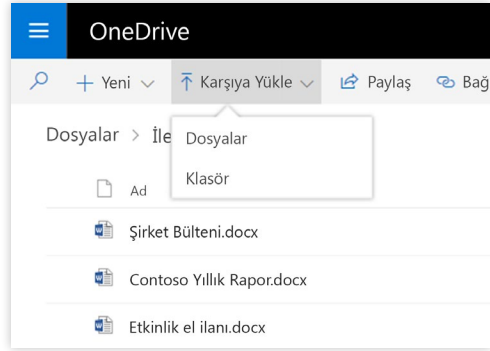 OneDrive
Yeni Karşıya Yükle Paylaş Bağ
Dosyalar > İle
Dosyalar
Klasör
Ad
Şirket Bülteni.docx
Contoso Yıllık Rapor.docx
Etkinlik el ilanı.docx